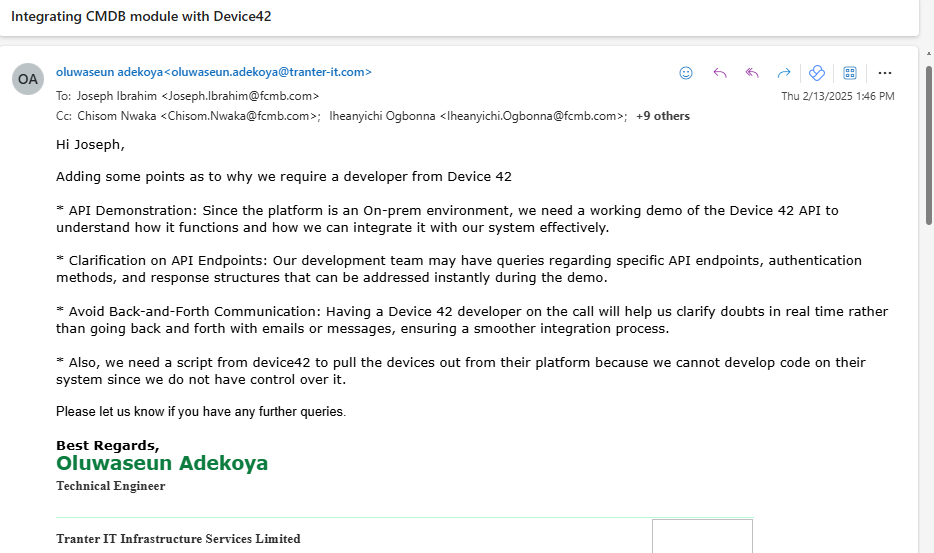 Integrating CMDB module with Device42
OA
oluwaseun adekoya<oluwaseun.adekoya@tranter-it.com>
To: Joseph Ibrahim <Joseph.Ibrahim@fcmb.com>
Thu 2/13/2025 1:46 PM
Cc: Chisom Nwaka <Chisom.Nwaka@fcmb.com>; Iheanyichi Ogbonna <Iheanyichi.Ogbonna@fcmb.com>; +9 others
Hi Joseph,
Adding some points as to why we require a developer from Device 42
* API Demonstration: Since the platform is an On-prem environment, we need a working demo of the Device 42 API to
understand how it functions and how we can integrate it with our system effectively.
* Clarification on API Endpoints: Our development team may have queries regarding specific API endpoints, authentication
methods, and response structures that can be addressed instantly during the demo.
* Avoid Back-and-Forth Communication: Having a Device 42 developer on the call will help us clarify doubts in real time rather
than going back and forth with emails or messages, ensuring a smoother integration process.
* Also, we need a script from device42 to pull the devices out from their platform because we cannot develop code on their
system since we do not have control over it.
Please let us know if you have any further queries.
Best Regards,
Oluwaseun Adekoya
Technical Engineer
Tranter IT Infrastructure Services Limited